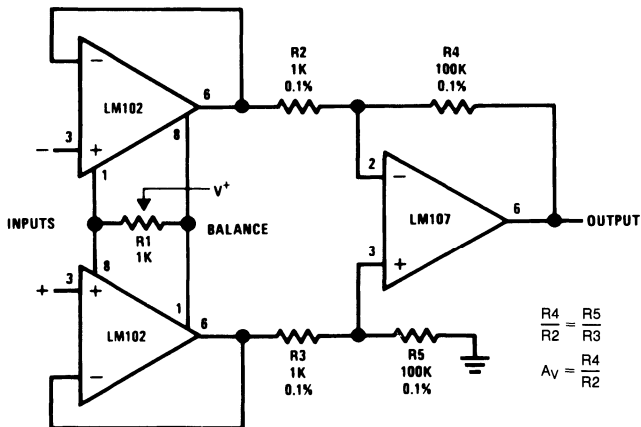 R2
1K
0.1%
R4
100K
0.1%
−
LM102
6
8
− 3 +
1
2
−
LM107
6
OUTPUT
3
+
V+
INPUTS
R1
1K
BALANCE
8
+ 3 +
1
LM102
6
−
R3
1K
0.1%
R5
100K
0.1%
R4/R2 = R5/R3
AV = R4/R2